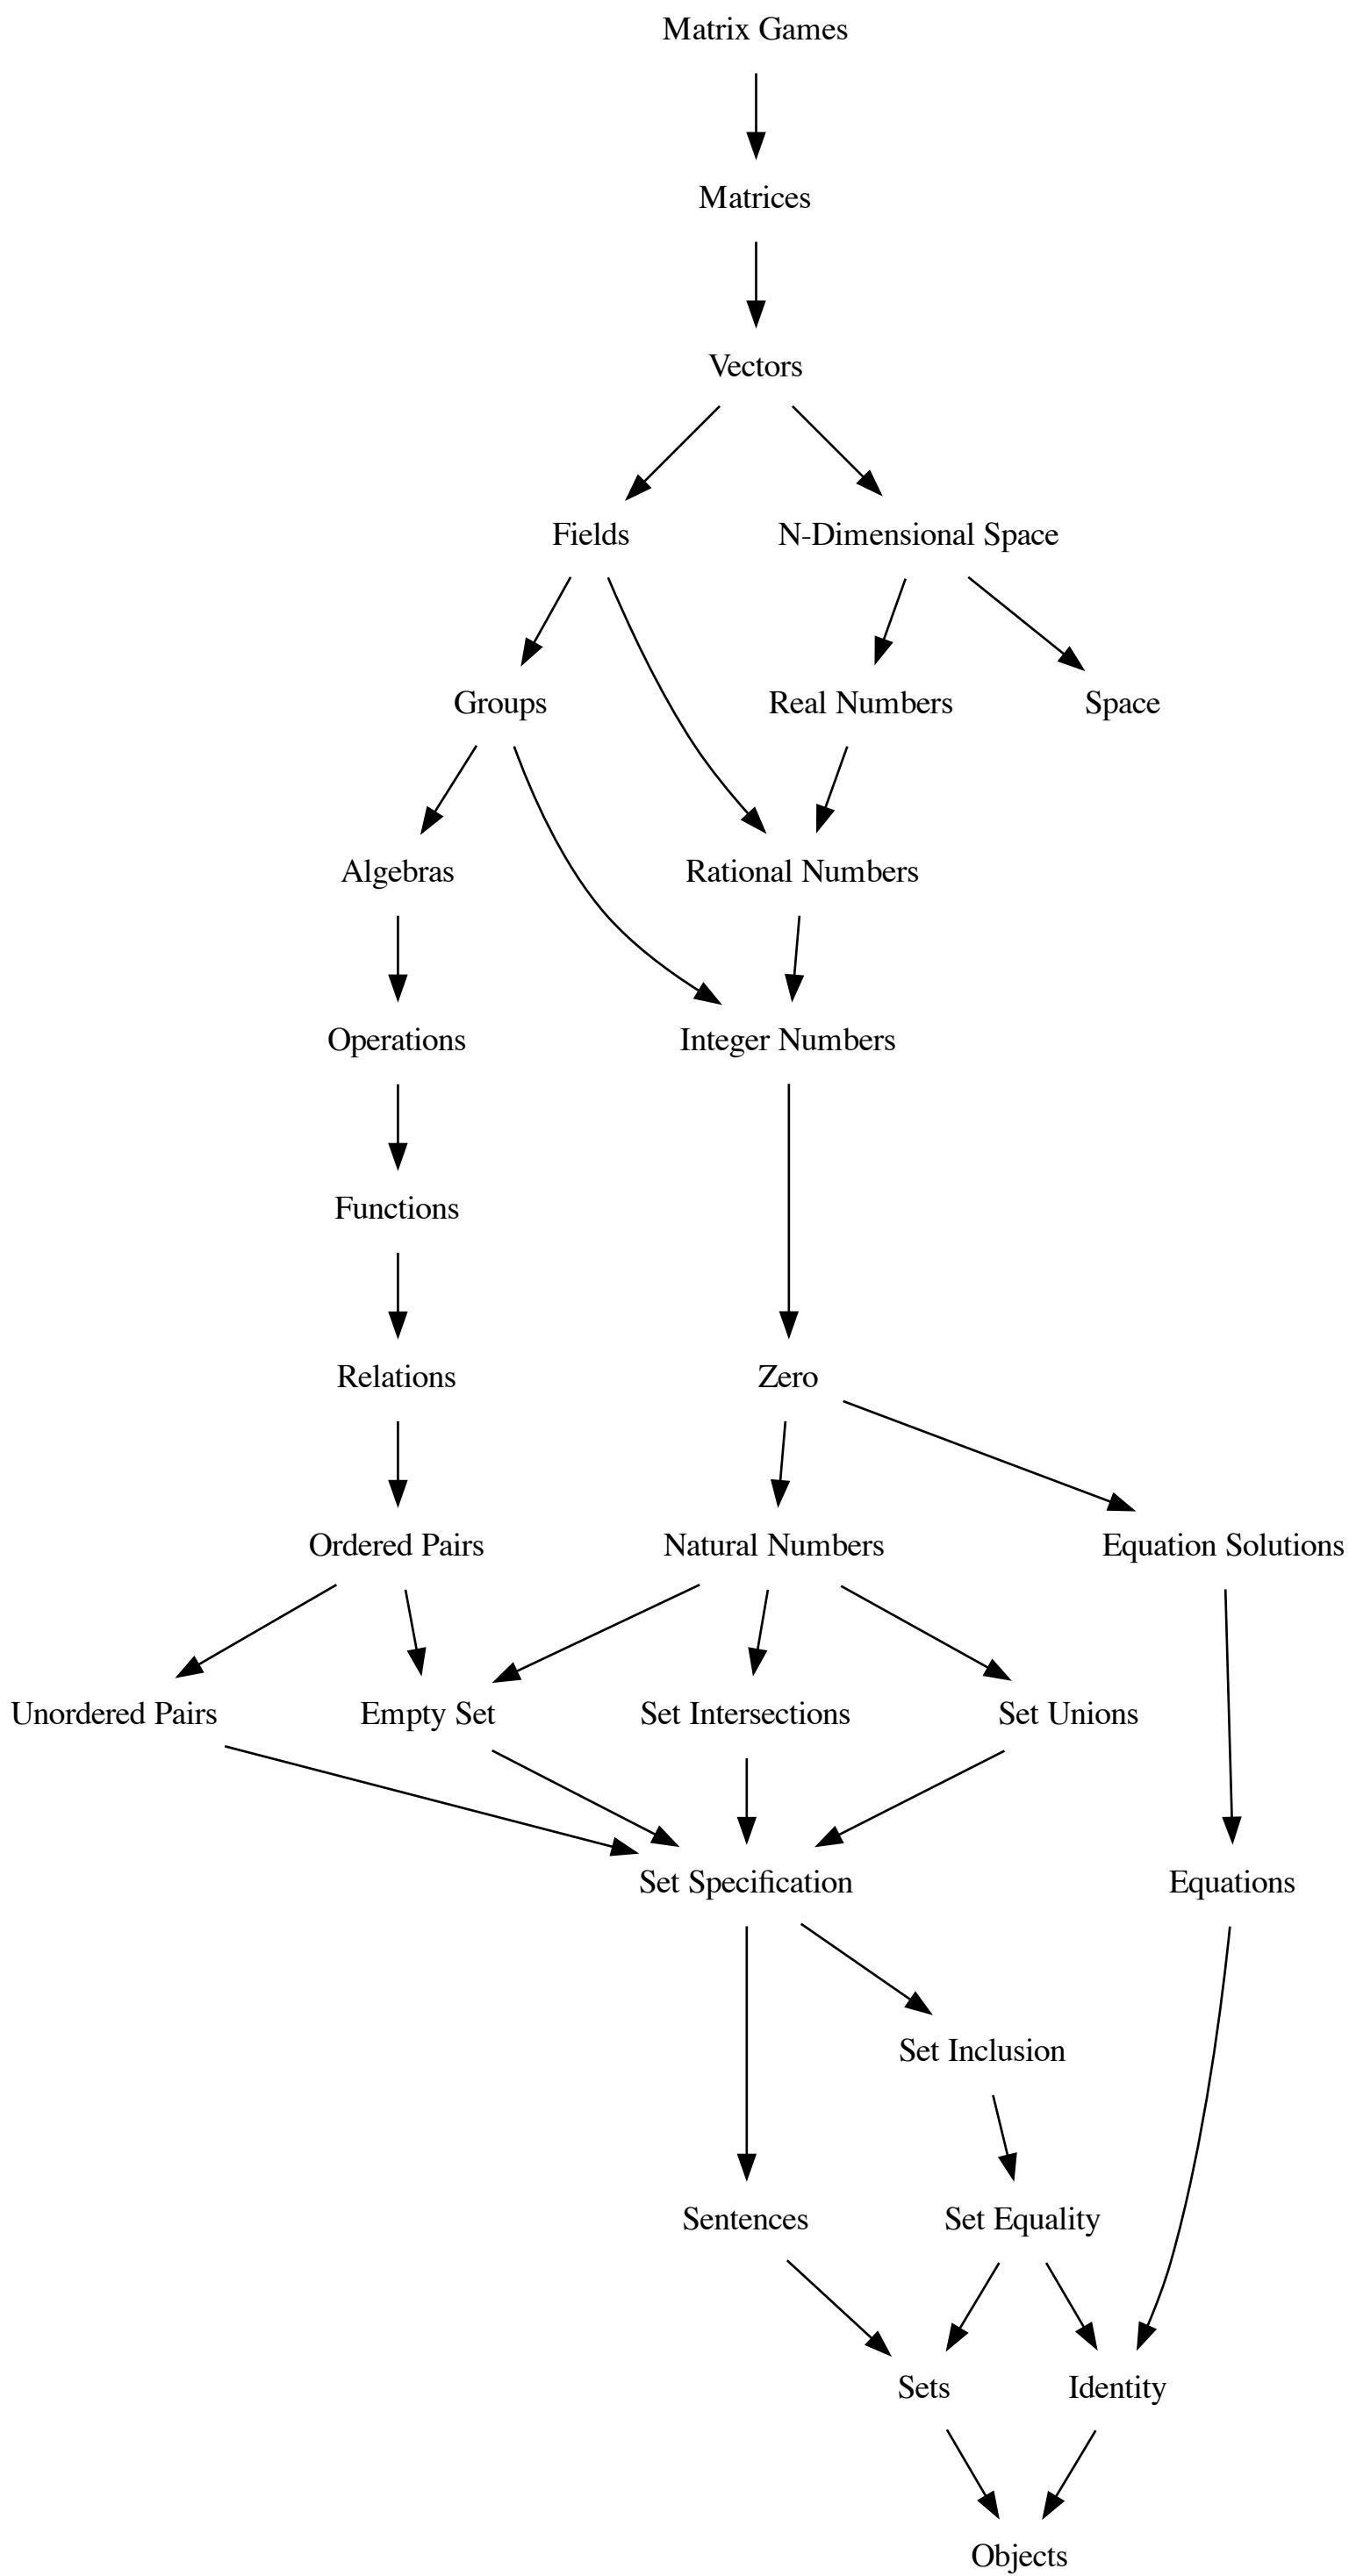 Matrix Games
Matrices
Vectors
Fields
N-Dimensional Space
Groups
Real Numbers
Space
Algebras
Rational Numbers
Operations
Integer Numbers
Functions
Relations
Zero
Ordered Pairs
Natural Numbers
Equation Solutions
Unordered Pairs
Empty Set
Set Intersections
Set Unions
Set Specification
Equations
Set Inclusion
Sentences
Set Equality
Sets
Identity
Objects